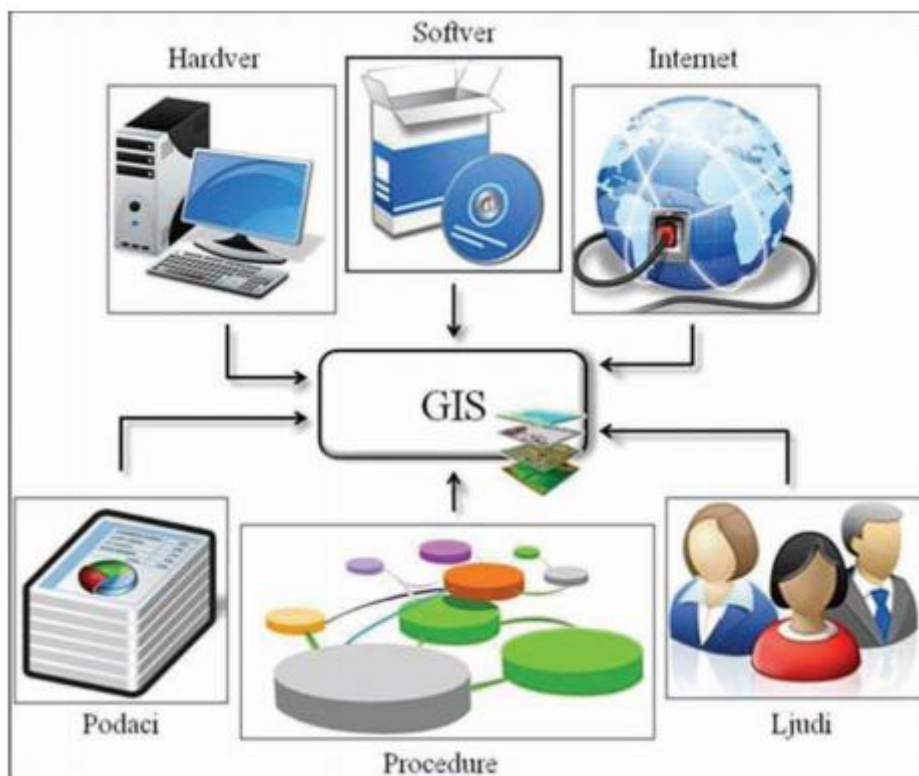 Softver
Hardver
Internet
GIS
Podaci
Procedure
Ljudi